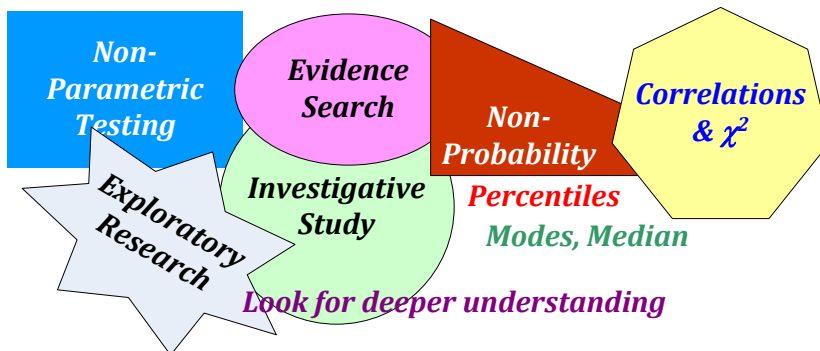 Non-
Parametric
Testing
Evidence
Search
Non-
Probability
Correlations
& χ²
Exploratory
Research
Investigative
Study
Percentiles
Modes, Median
Look for deeper understanding